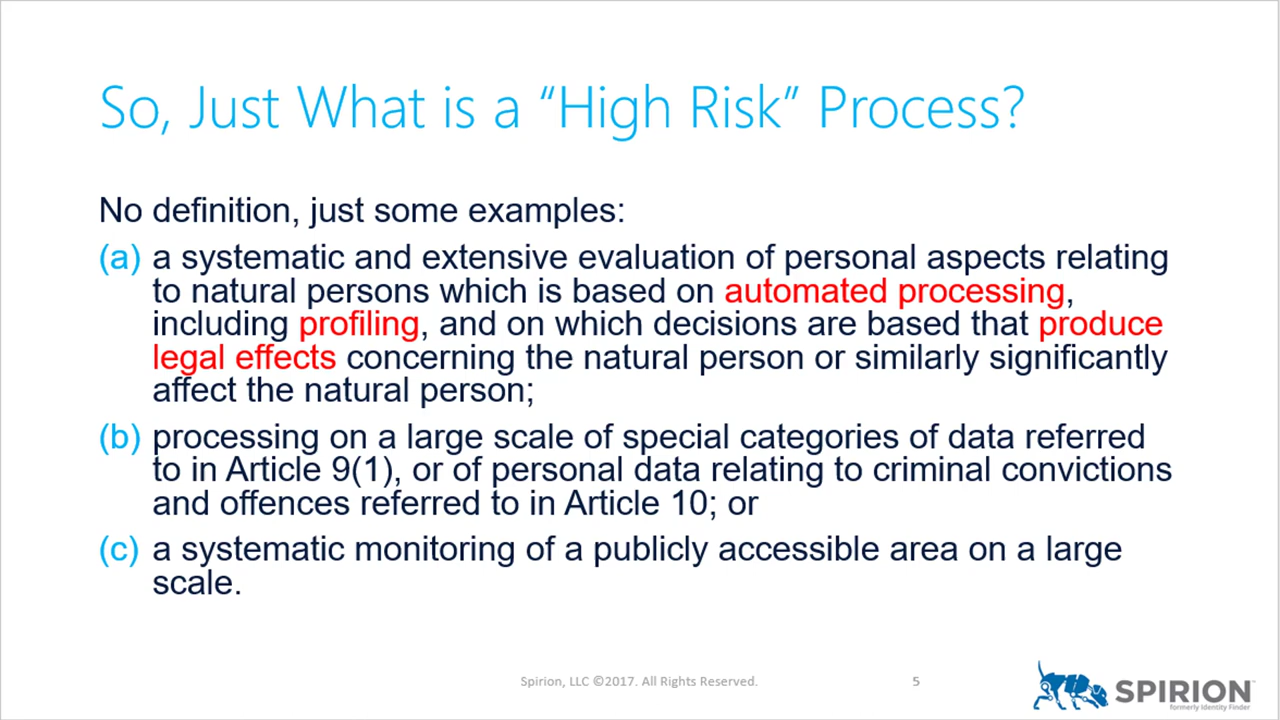 So, Just What is a “High Risk” Process?
No definition, just some examples:
(a) a systematic and extensive evaluation of personal aspects relating
to natural persons which is based on automated processing,
including profiling, and on which decisions are based that produce
legal effects concerning the natural person or similarly significantly
affect the natural person;
(b) processing on a large scale of special categories of data referred
to in Article 9(1), or of personal data relating to criminal convictions
and offences referred to in Article 10; or
(c) a systematic monitoring of a publicly accessible area on a large
scale.
Spirion, LLC ©2017. All Rights Reserved.
5
SPIRION™
formerly Identity Finder